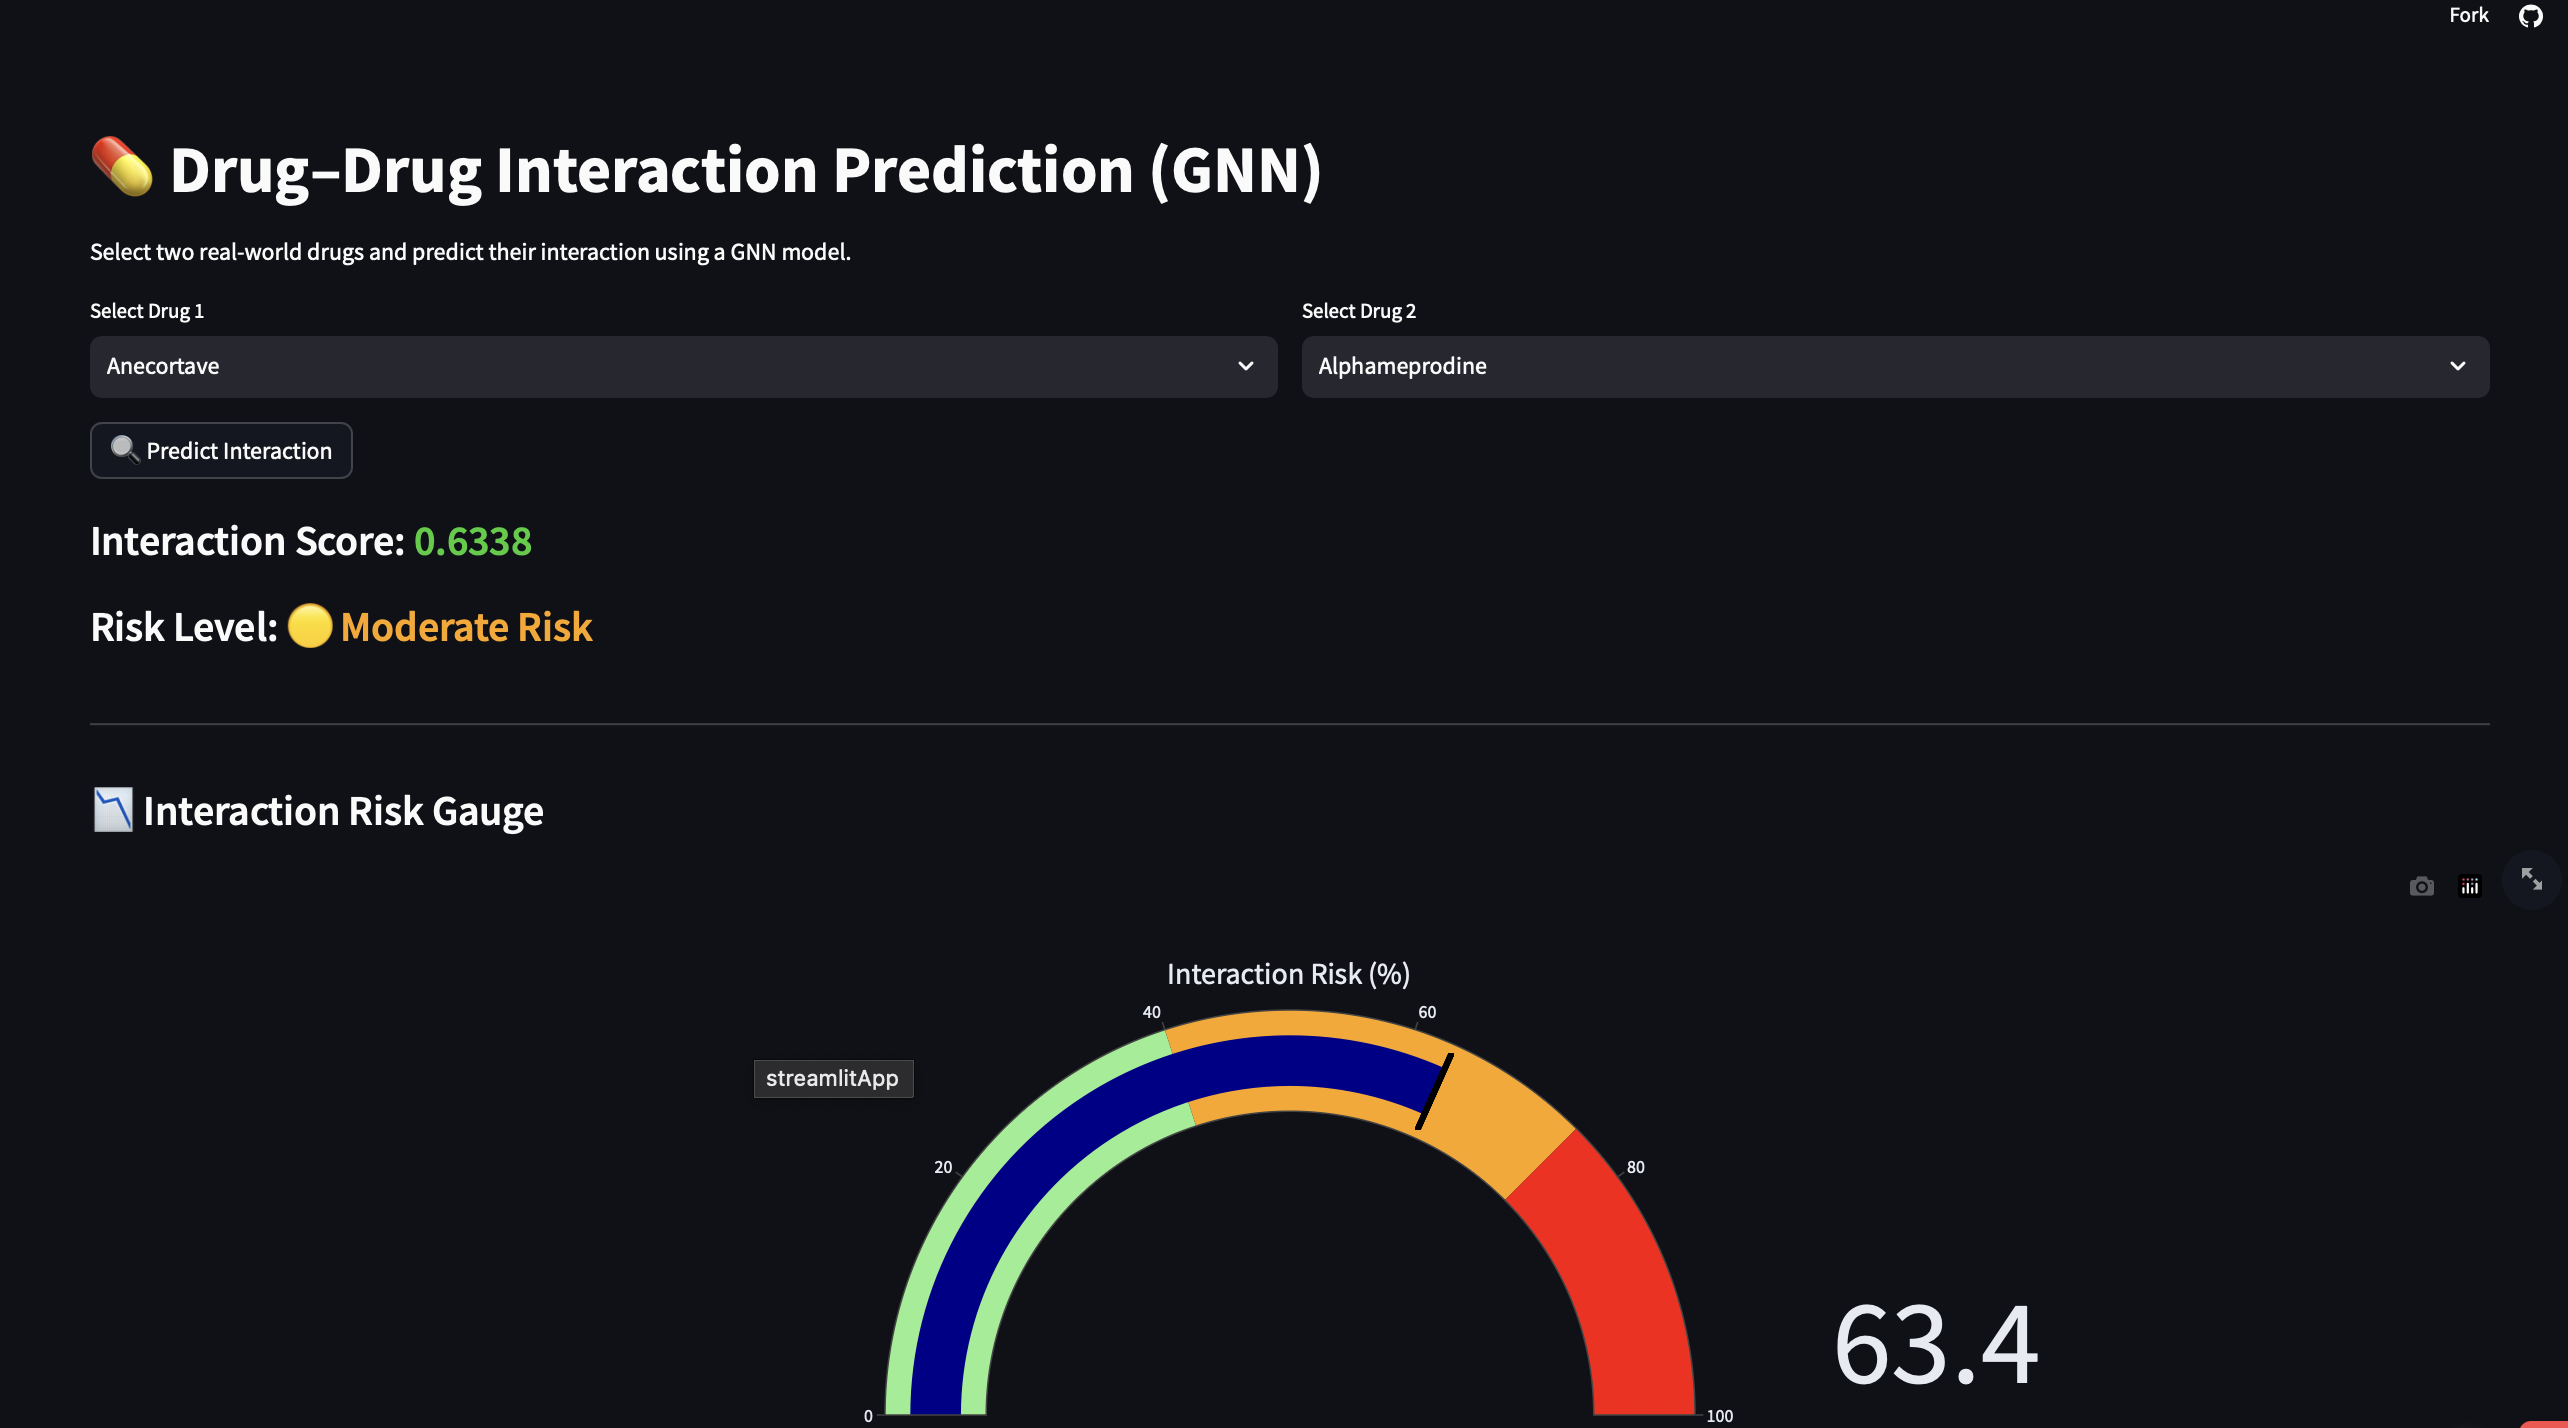 Fork
Drug–Drug Interaction Prediction (GNN)
Select two real-world drugs and predict their interaction using a GNN model.
Select Drug 1
Select Drug 2
Anecortave
Alphameprodine
Predict Interaction
Interaction Score: 0.6338
Risk Level: Moderate Risk
Interaction Risk Gauge
Interaction Risk (%)
40
60
streamlitApp
20
80
63.4
0
100